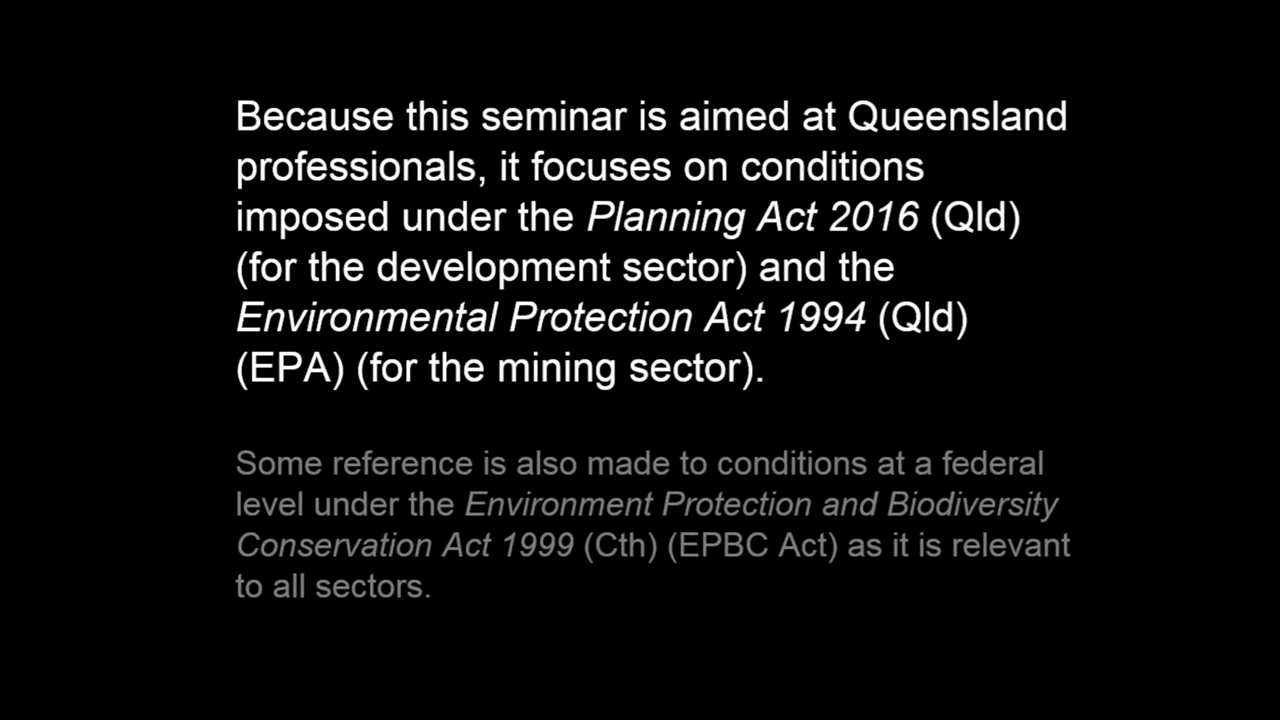 Because this seminar is aimed at Queensland
professionals, it focuses on conditions
imposed under the Planning Act 2016 (Qld)
(for the development sector) and the
Environmental Protection Act 1994 (Qld)
(EPA) (for the mining sector).
Some reference is also made to conditions at a federal
level under the Environment Protection and Biodiversity
Conservation Act 1999 (Cth) (EPBC Act) as it is relevant
to all sectors.